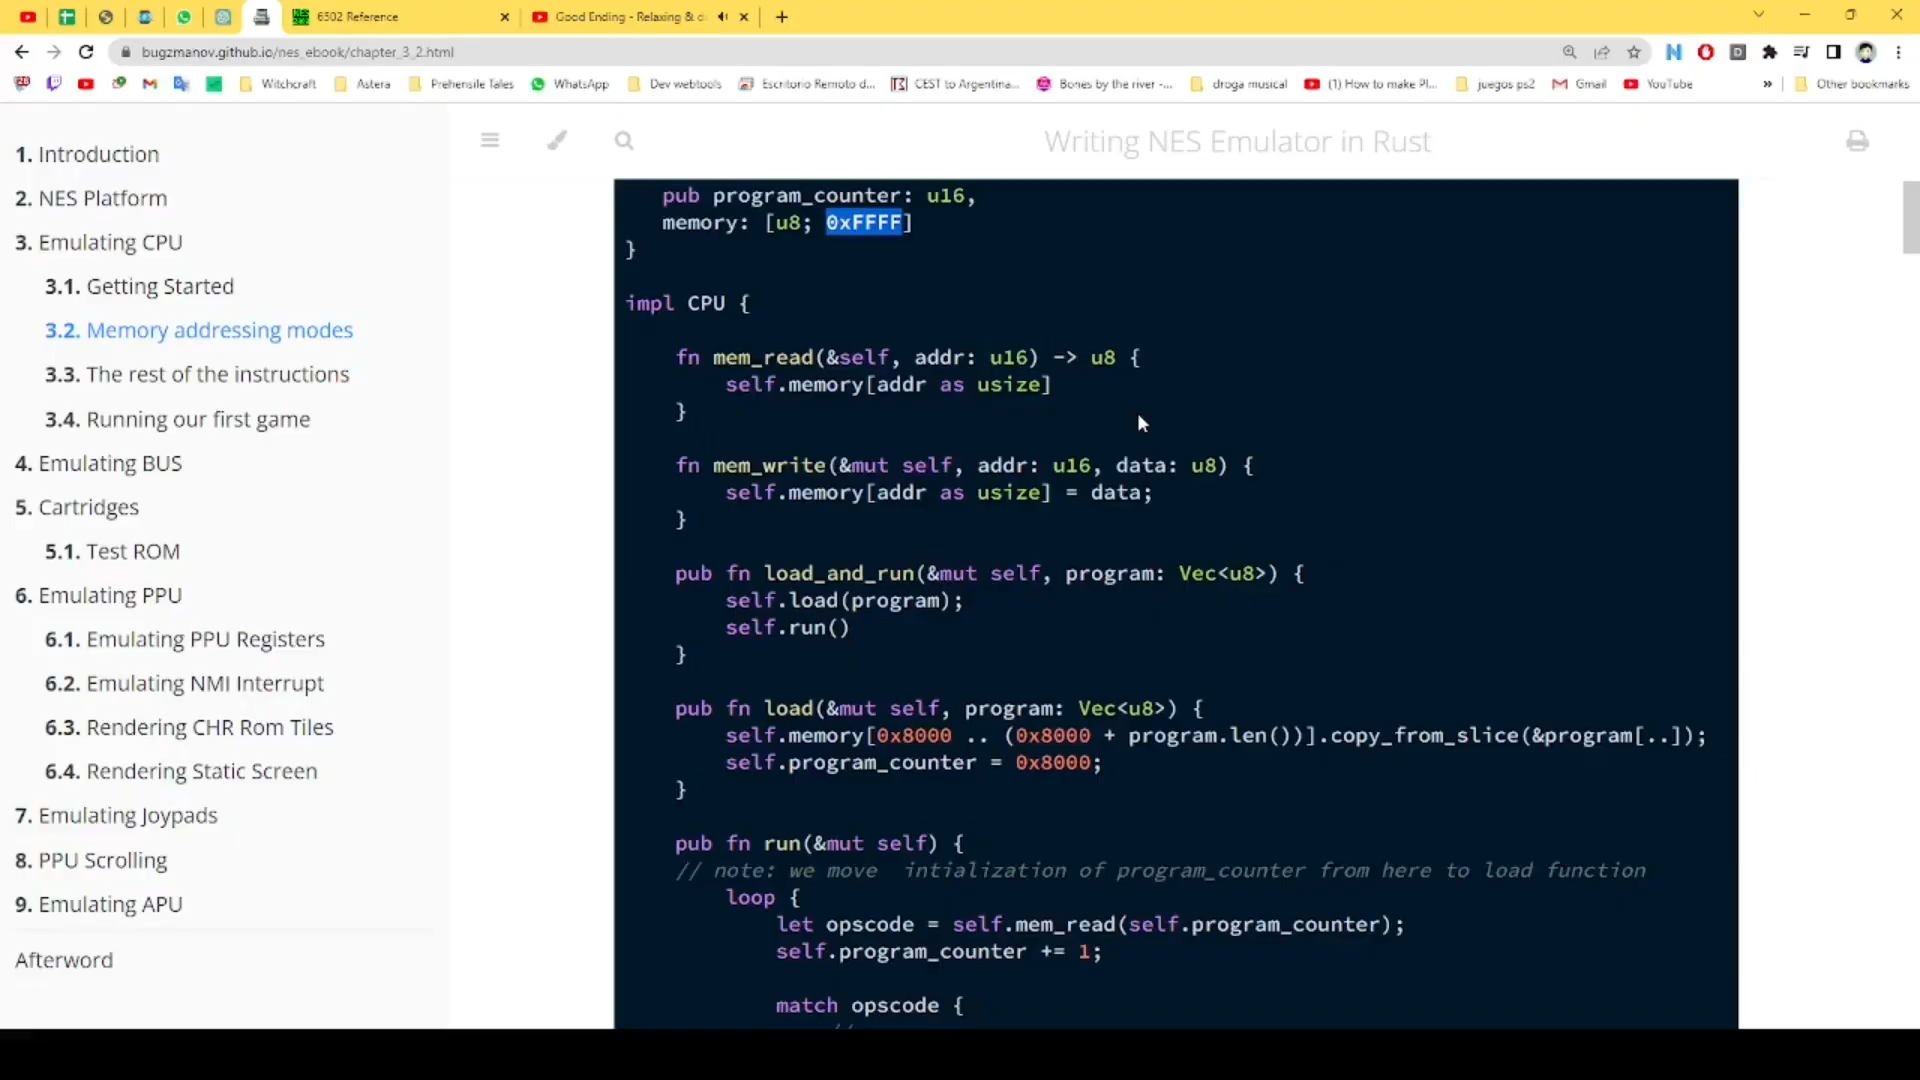 6502 Reference
Good Ending - Relaxing & c
bugzmanov.github.io/nes_ebook/chapter_3_2.html
Witchcraft
Astera
Prehensile Tales
WhatsApp
Dev webtools
Escritorio Remoto d...
CEST to Argentina...
Bones by the river -...
droga musical
(1) How to make Pl...
juegos ps2
Gmail
YouTube
»
Other bookmarks
1. Introduction
2. NES Platform
3. Emulating CPU
3.1. Getting Started
3.2. Memory addressing modes
3.3. The rest of the instructions
3.4. Running our first game
4. Emulating BUS
5. Cartridges
5.1. Test ROM
6. Emulating PPU
6.1. Emulating PPU Registers
6.2. Emulating NMI Interrupt
6.3. Rendering CHR Rom Tiles
6.4. Rendering Static Screen
7. Emulating Joypads
8. PPU Scrolling
9. Emulating APU
Afterword
Writing NES Emulator in Rust
pub program_counter: u16,
memory: [u8; 0xFFFF]
}
impl CPU {
fn mem_read(&self, addr: u16) -> u8 {
self.memory[addr as usize]
}
fn mem_write(&mut self, addr: u16, data: u8) {
self.memory[addr as usize] = data;
}
pub fn load_and_run(&mut self, program: Vec<u8>) {
self.load(program);
self.run()
}
pub fn load(&mut self, program: Vec<u8>) {
self.memory[0x8000 .. (0x8000 + program.len())].copy_from_slice(&program[..]);
self.program_counter = 0x8000;
}
pub fn run(&mut self) {
// note: we move  intialization of program_counter from here to load function
loop {
let opscode = self.mem_read(self.program_counter);
self.program_counter += 1;
match opscode {